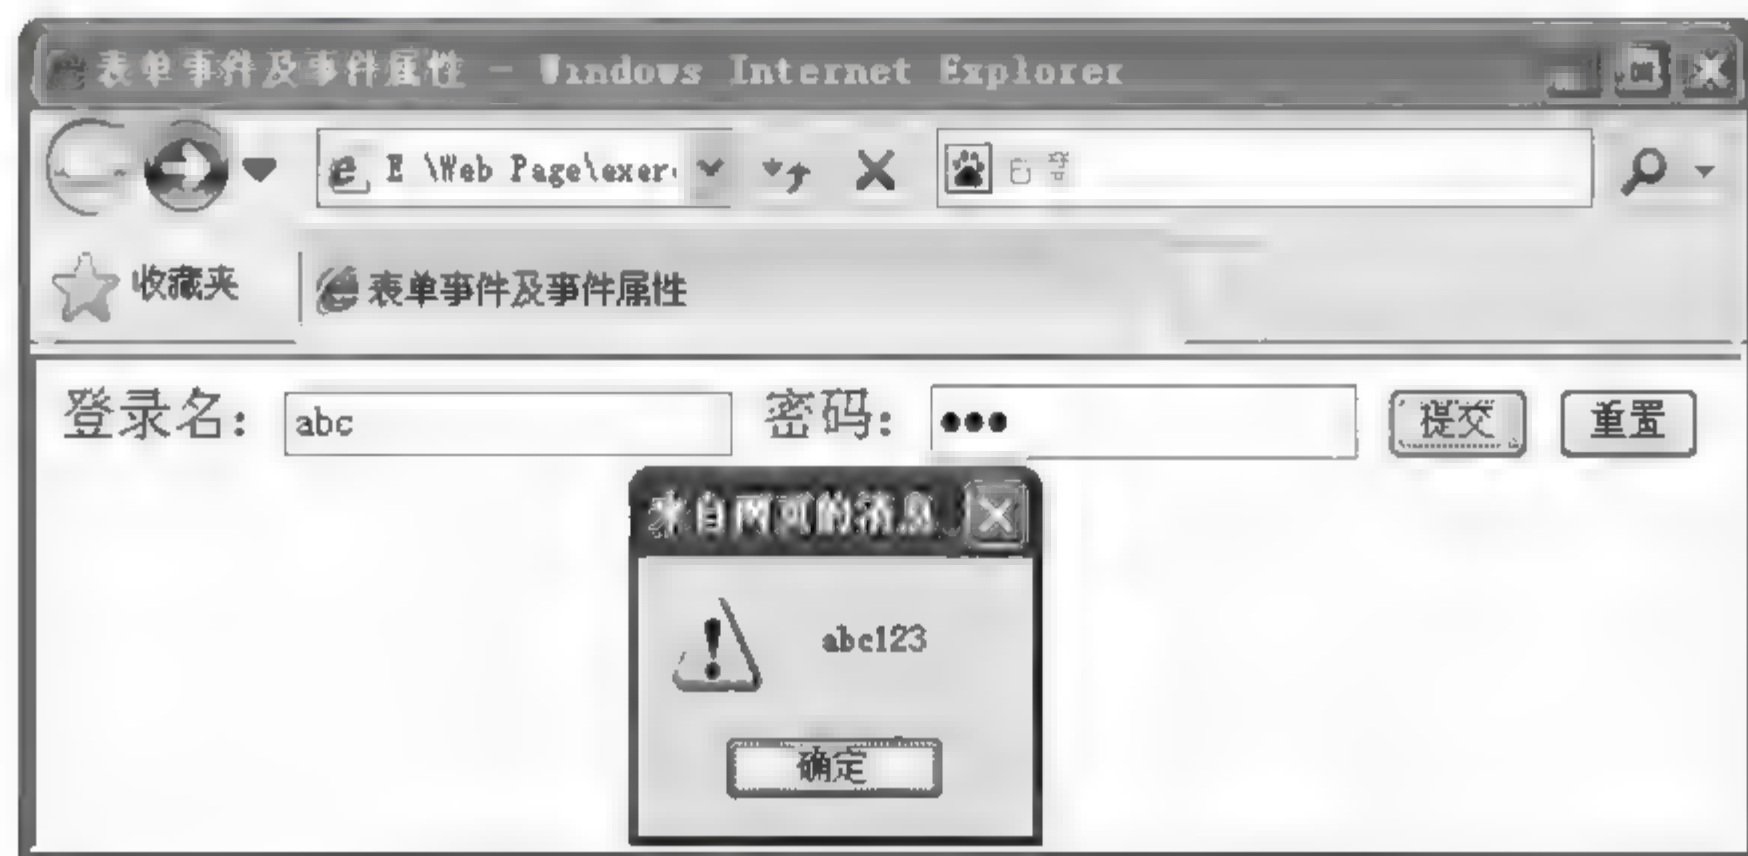 表单事件及事件属性 - Windows Internet Explorer
E \Web Page\exer
收藏夹
表单事件及事件属性
登录名: abc 密码: ●●● 提交 重置
来自网页的消息
abc123
确定